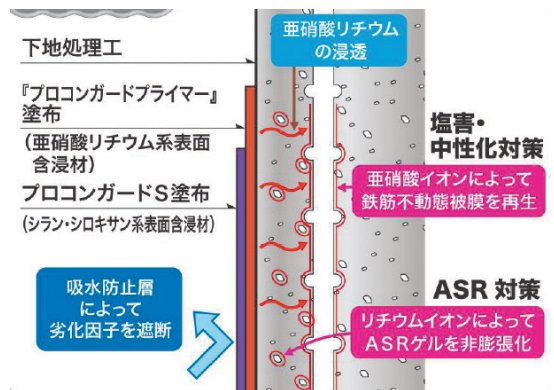 下地処理工
『プロコンガードプライマー』
塗布
(亜硝酸リチウム系表面
含浸材)
プロコンガードS塗布
(シラン・シロキサン系表面含浸材)
吸水防止層
によって
劣化因子を遮断
亜硝酸リチウム
の浸透
塩害・
中性化対策
亜硝酸イオンによって
鉄筋不動態被膜を再生
ASR 対策
リチウムイオンによって
ASRゲルを非膨張化